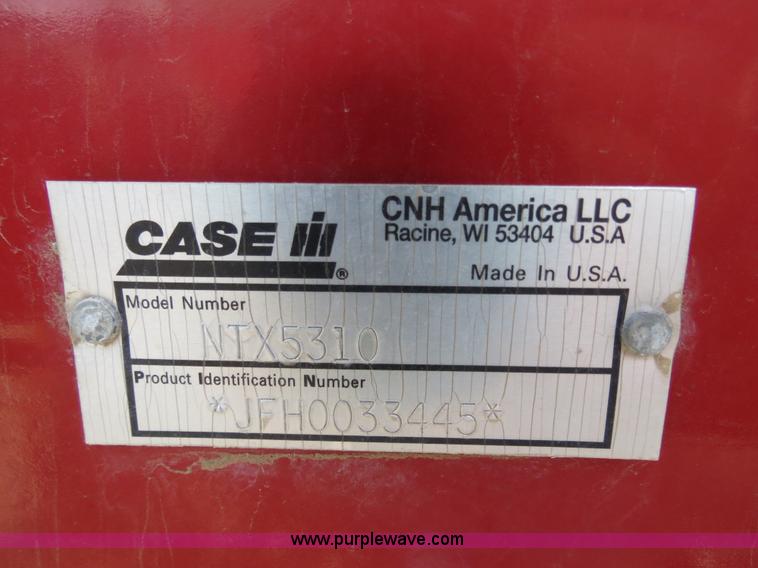 CASE IH®
CNH America LLC
Racine, WI 53404 U.S.A
Made In U.S.A.
Model Number
NTX5310
Product Identification Number
*JFH0033445*
www.purplewave.com